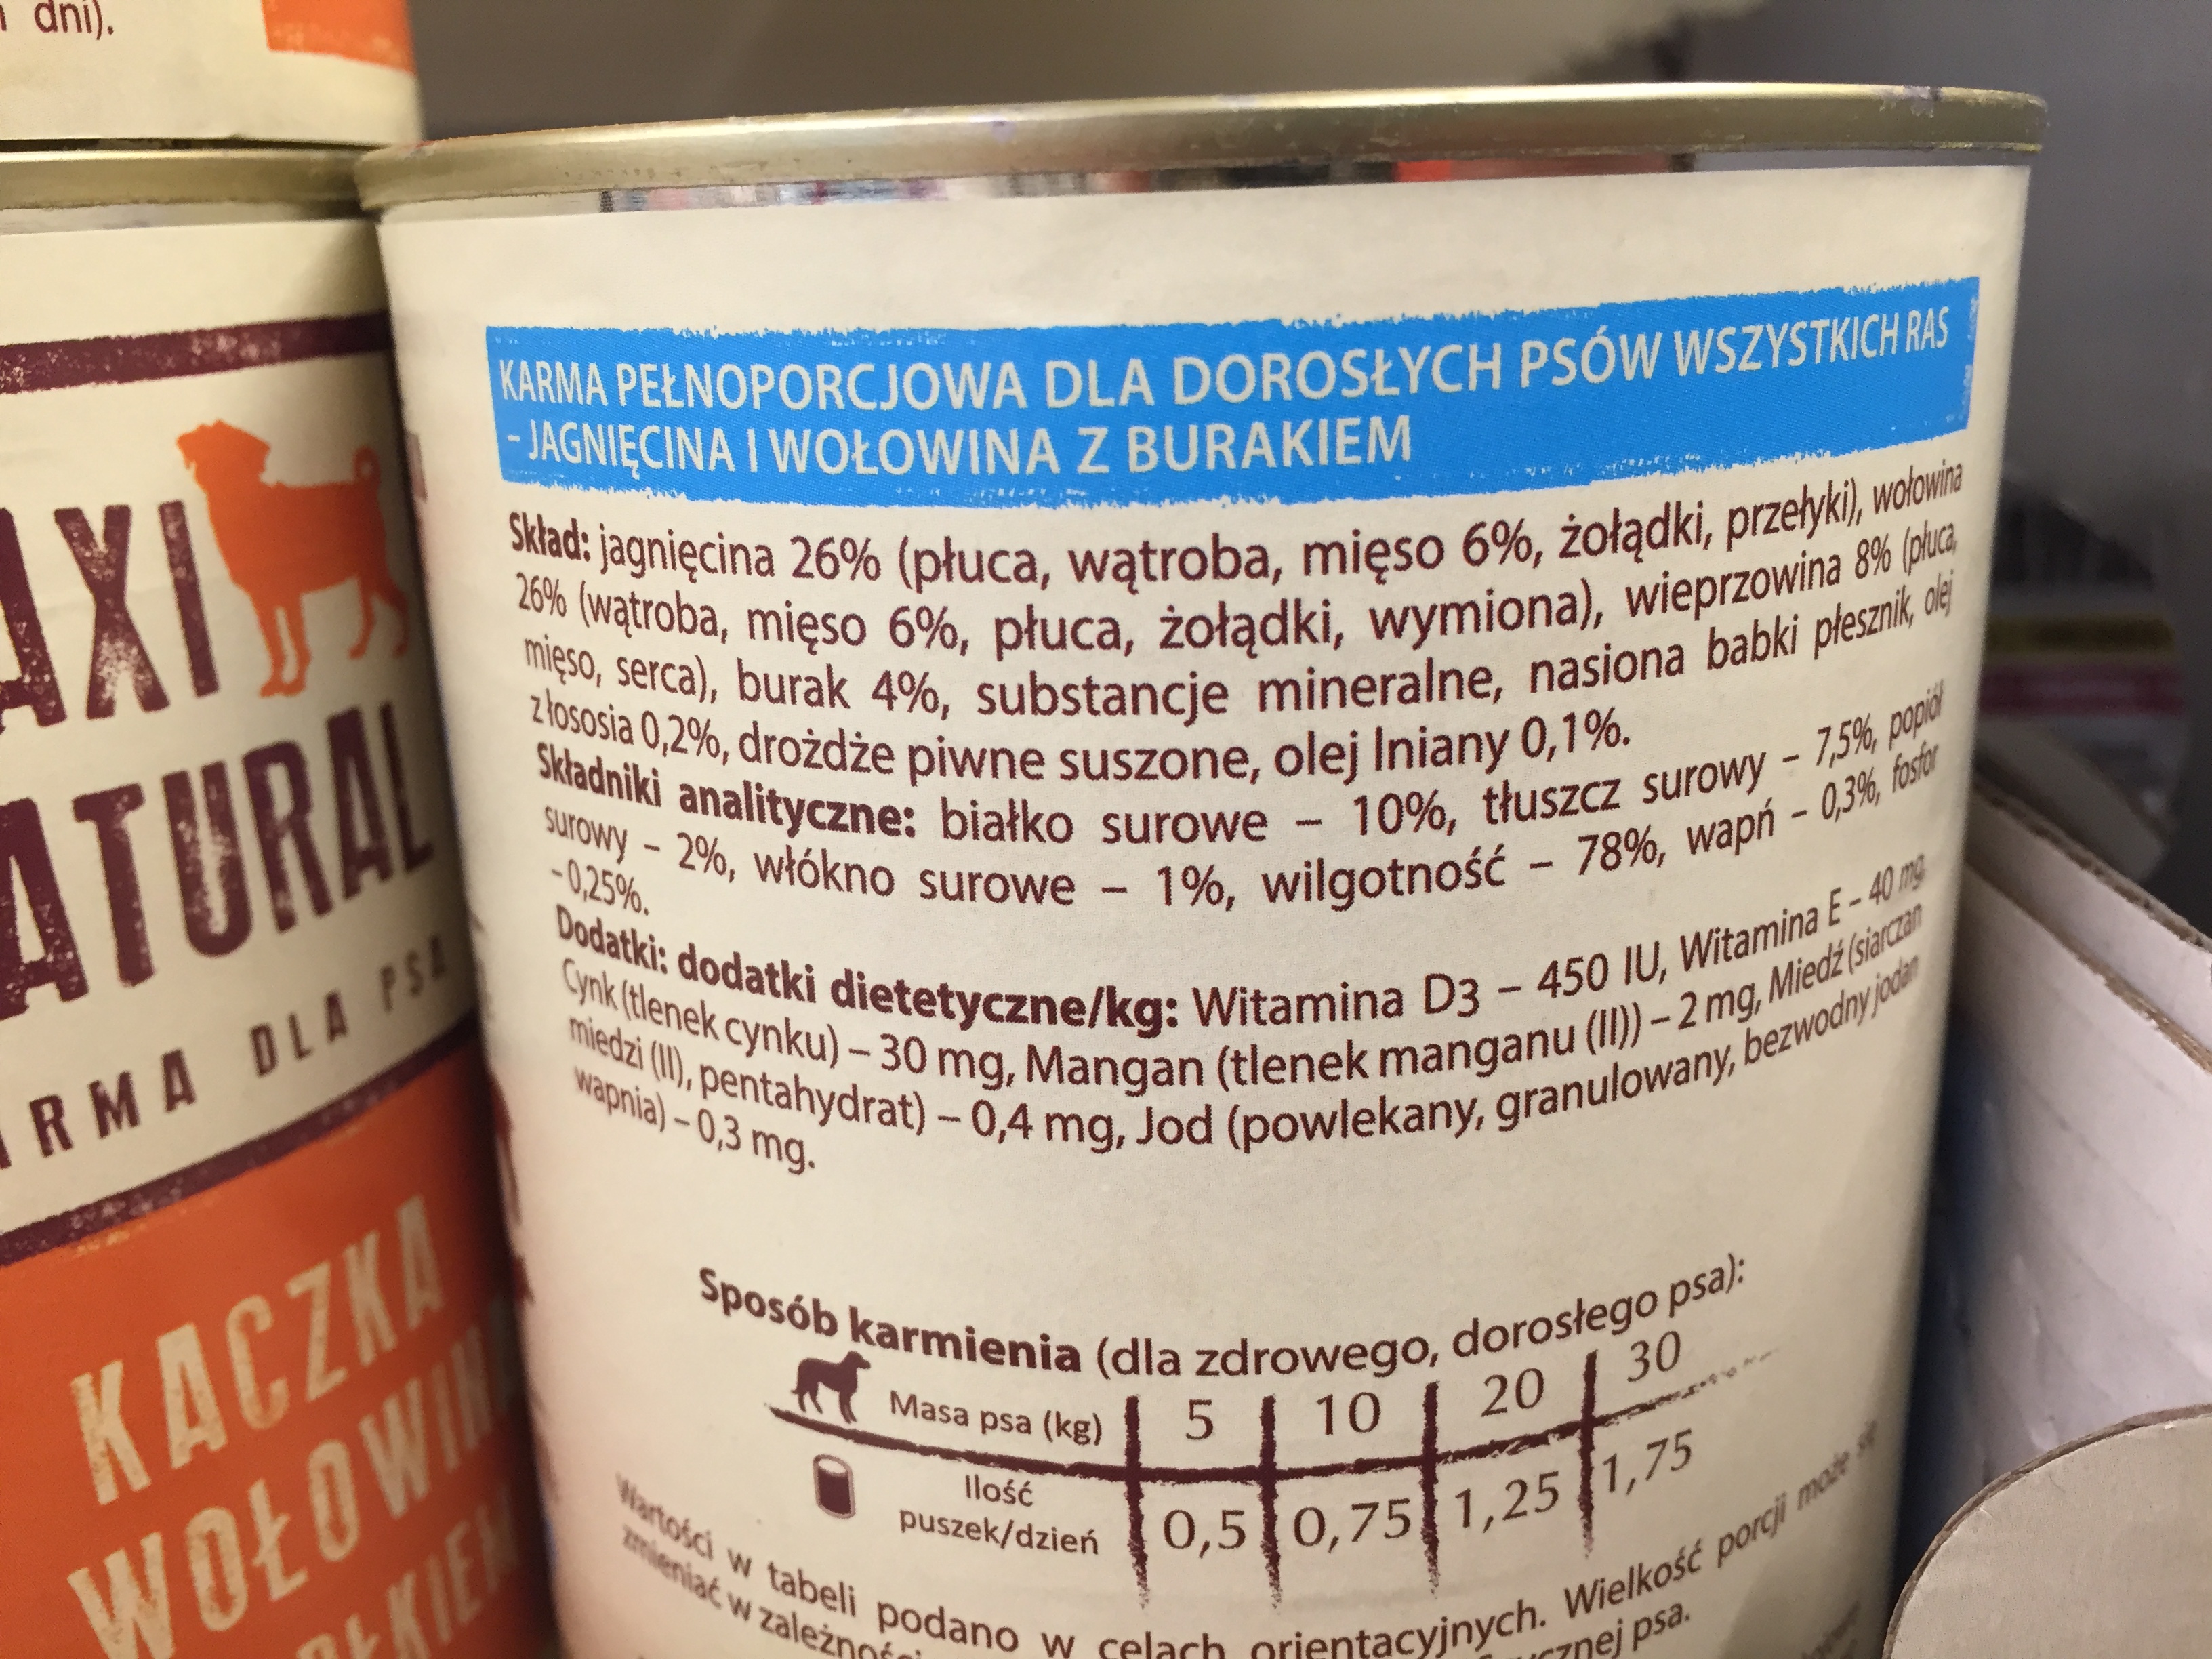 dni).
AXI
ATURAL
RMA DLA PSA
KACZKA
KARMA PEŁNOPORCJOWA DLA DOROSŁYCH PSÓW WSZYSTKICH RAS
– JAGNIĘCINA I WOŁOWINA Z BURAKIEM
Skład: jagnięcina 26% (płuca, wątroba, mięso 6%, żołądki, przełyki), wołowina
26% (wątroba, mięso 6%, płuca, żołądki, wymiona), wieprzowina 8% (płuca,
mięso, serca), burak 4%, substancje mineralne, nasiona babki płesznik, olej
z łososia 0,2%, drożdże piwne suszone, olej lniany 0,1%.
Składniki analityczne: białko surowe – 10%, tłuszcz surowy – 7,5%, popiół
surowy – 2%, włókno surowe – 1%, wilgotność – 78%, wapń – 0,3%, fosfor
– 0,25%.
Dodatki: dodatki dietetyczne/kg: Witamina D3 – 450 IU, Witamina E – 40 mg,
Cynk (tlenek cynku) – 30 mg, Mangan (tlenek manganu (II)) – 2 mg, Miedź (siarczan
miedzi (II), pentahydrat) – 0,4 mg, Jod (powlekany, granulowany, bezwodny jodan
wapnia) – 0,3 mg.
Sposób karmienia (dla zdrowego, dorosłego psa):
Masa psa (kg) 5 10 20 30
Ilość
puszek/dzień 0,5 0,75 1,25 1,75
Wartości w tabeli podano w celach orientacyjnych. Wielkość porcji może się
zmieniać w psa.